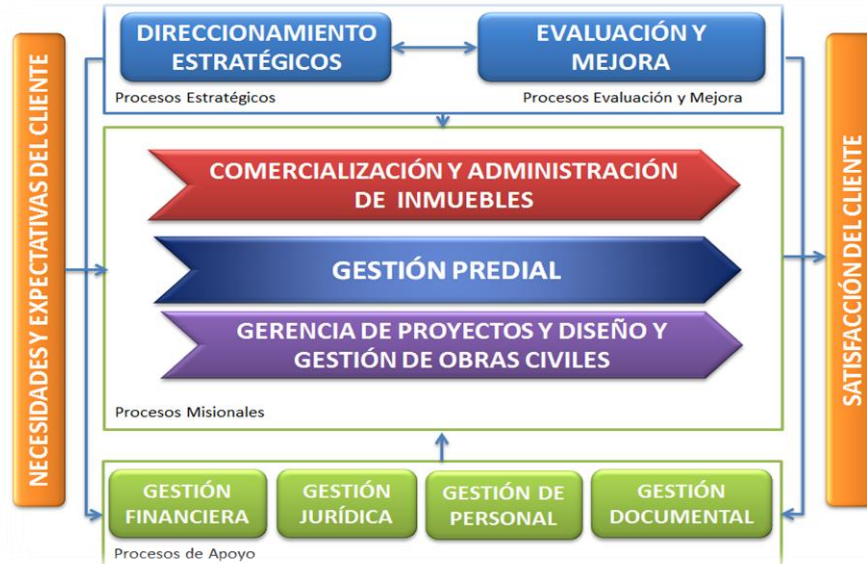 NECESIDADES Y EXPECTATIVAS DEL CLIENTE
DIRECCIONAMIENTO
ESTRATÉGICOS
EVALUACIÓN Y
MEJORA
Procesos Estratégicos
Procesos Evaluación y Mejora
COMERCIALIZACIÓN Y ADMINISTRACIÓN
DE INMUEBLES
GESTIÓN PREDIAL
GERENCIA DE PROYECTOS Y DISEÑO Y
GESTIÓN DE OBRAS CIVILES
Procesos Misionales
GESTIÓN
FINANCIERA
GESTIÓN
JURÍDICA
GESTIÓN DE
PERSONAL
GESTIÓN
DOCUMENTAL
Procesos de Apoyo
SATISFACCIÓN DEL CLIENTE